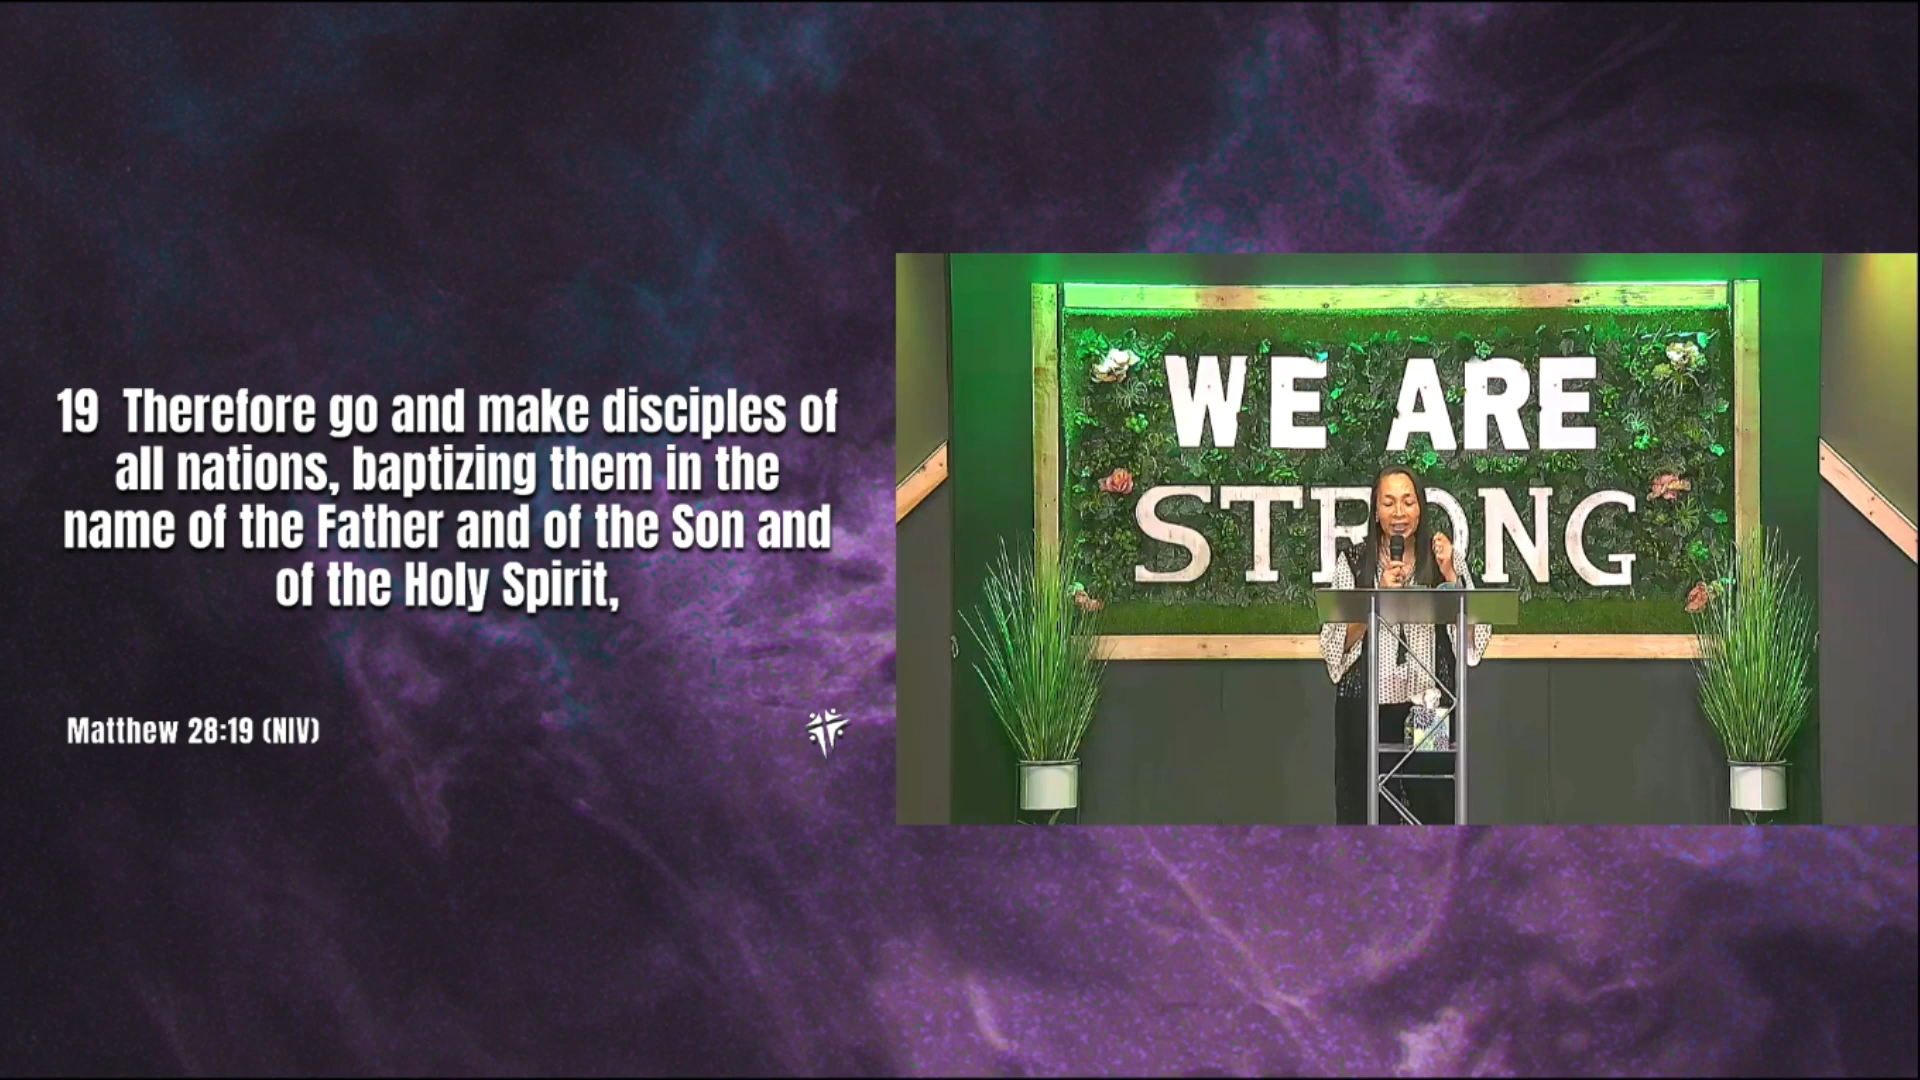 19 Therefore go and make disciples of
all nations, baptizing them in the
name of the Father and of the Son and
of the Holy Spirit,
Matthew 28:19 (NIV)
WE ARE
STRONG